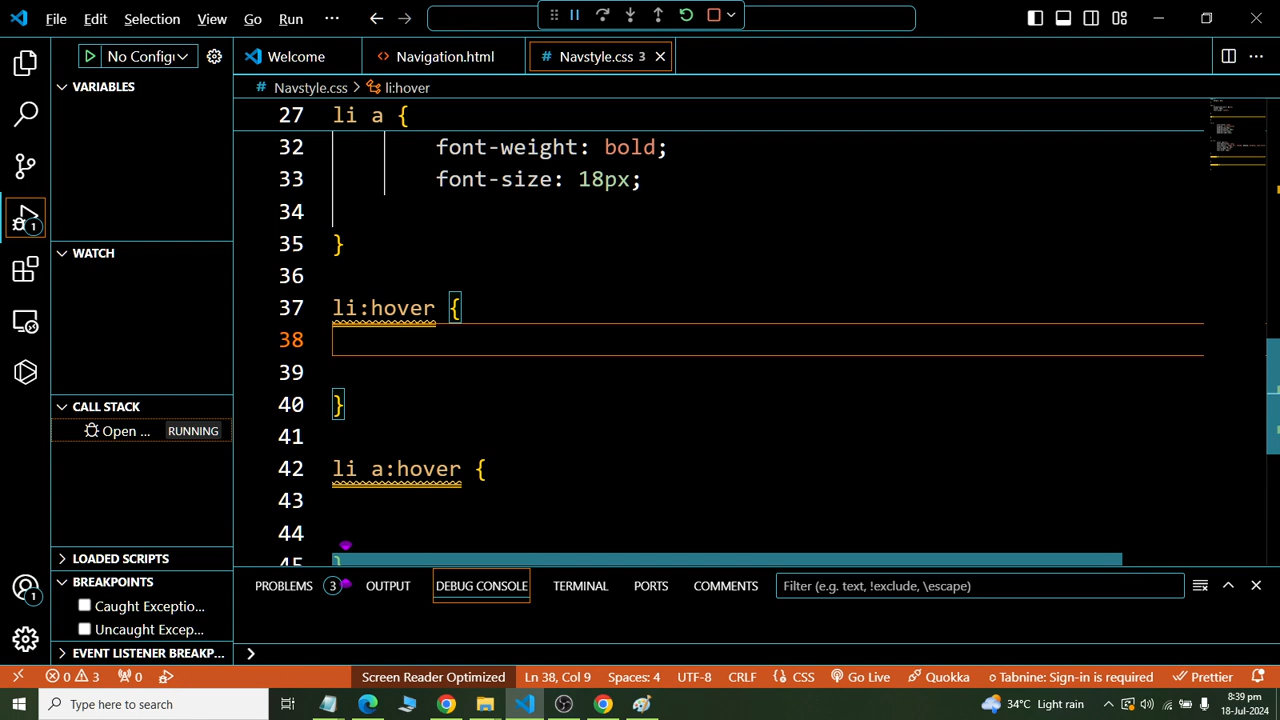 File Edit Selection View Go Run ···
No Configu
Welcome
Navigation.html
# Navstyle.css 3
VARIABLES
# Navstyle.css > li:hover
27 li a {
32 font-weight: bold;
33 font-size: 18px;
34
35 }
36
37 li:hover {
38
39
40 }
41
42 li a:hover {
43
44
45 }
WATCH
CALL STACK
Open ... RUNNING
LOADED SCRIPTS
BREAKPOINTS
Caught Exceptio...
Uncaught Excep...
EVENT LISTENER BREAKP...
1
1
PROBLEMS 3 OUTPUT DEBUG CONSOLE TERMINAL PORTS COMMENTS
Filter (e.g. text, !exclude, \escape)
0 3 0 Screen Reader Optimized Ln 38, Col 9 Spaces: 4 UTF-8 CRLF CSS Go Live Quokka Tabnine: Sign-in is required Prettier
Type here to search
34°C Light rain
8:39 pm
18-Jul-2024